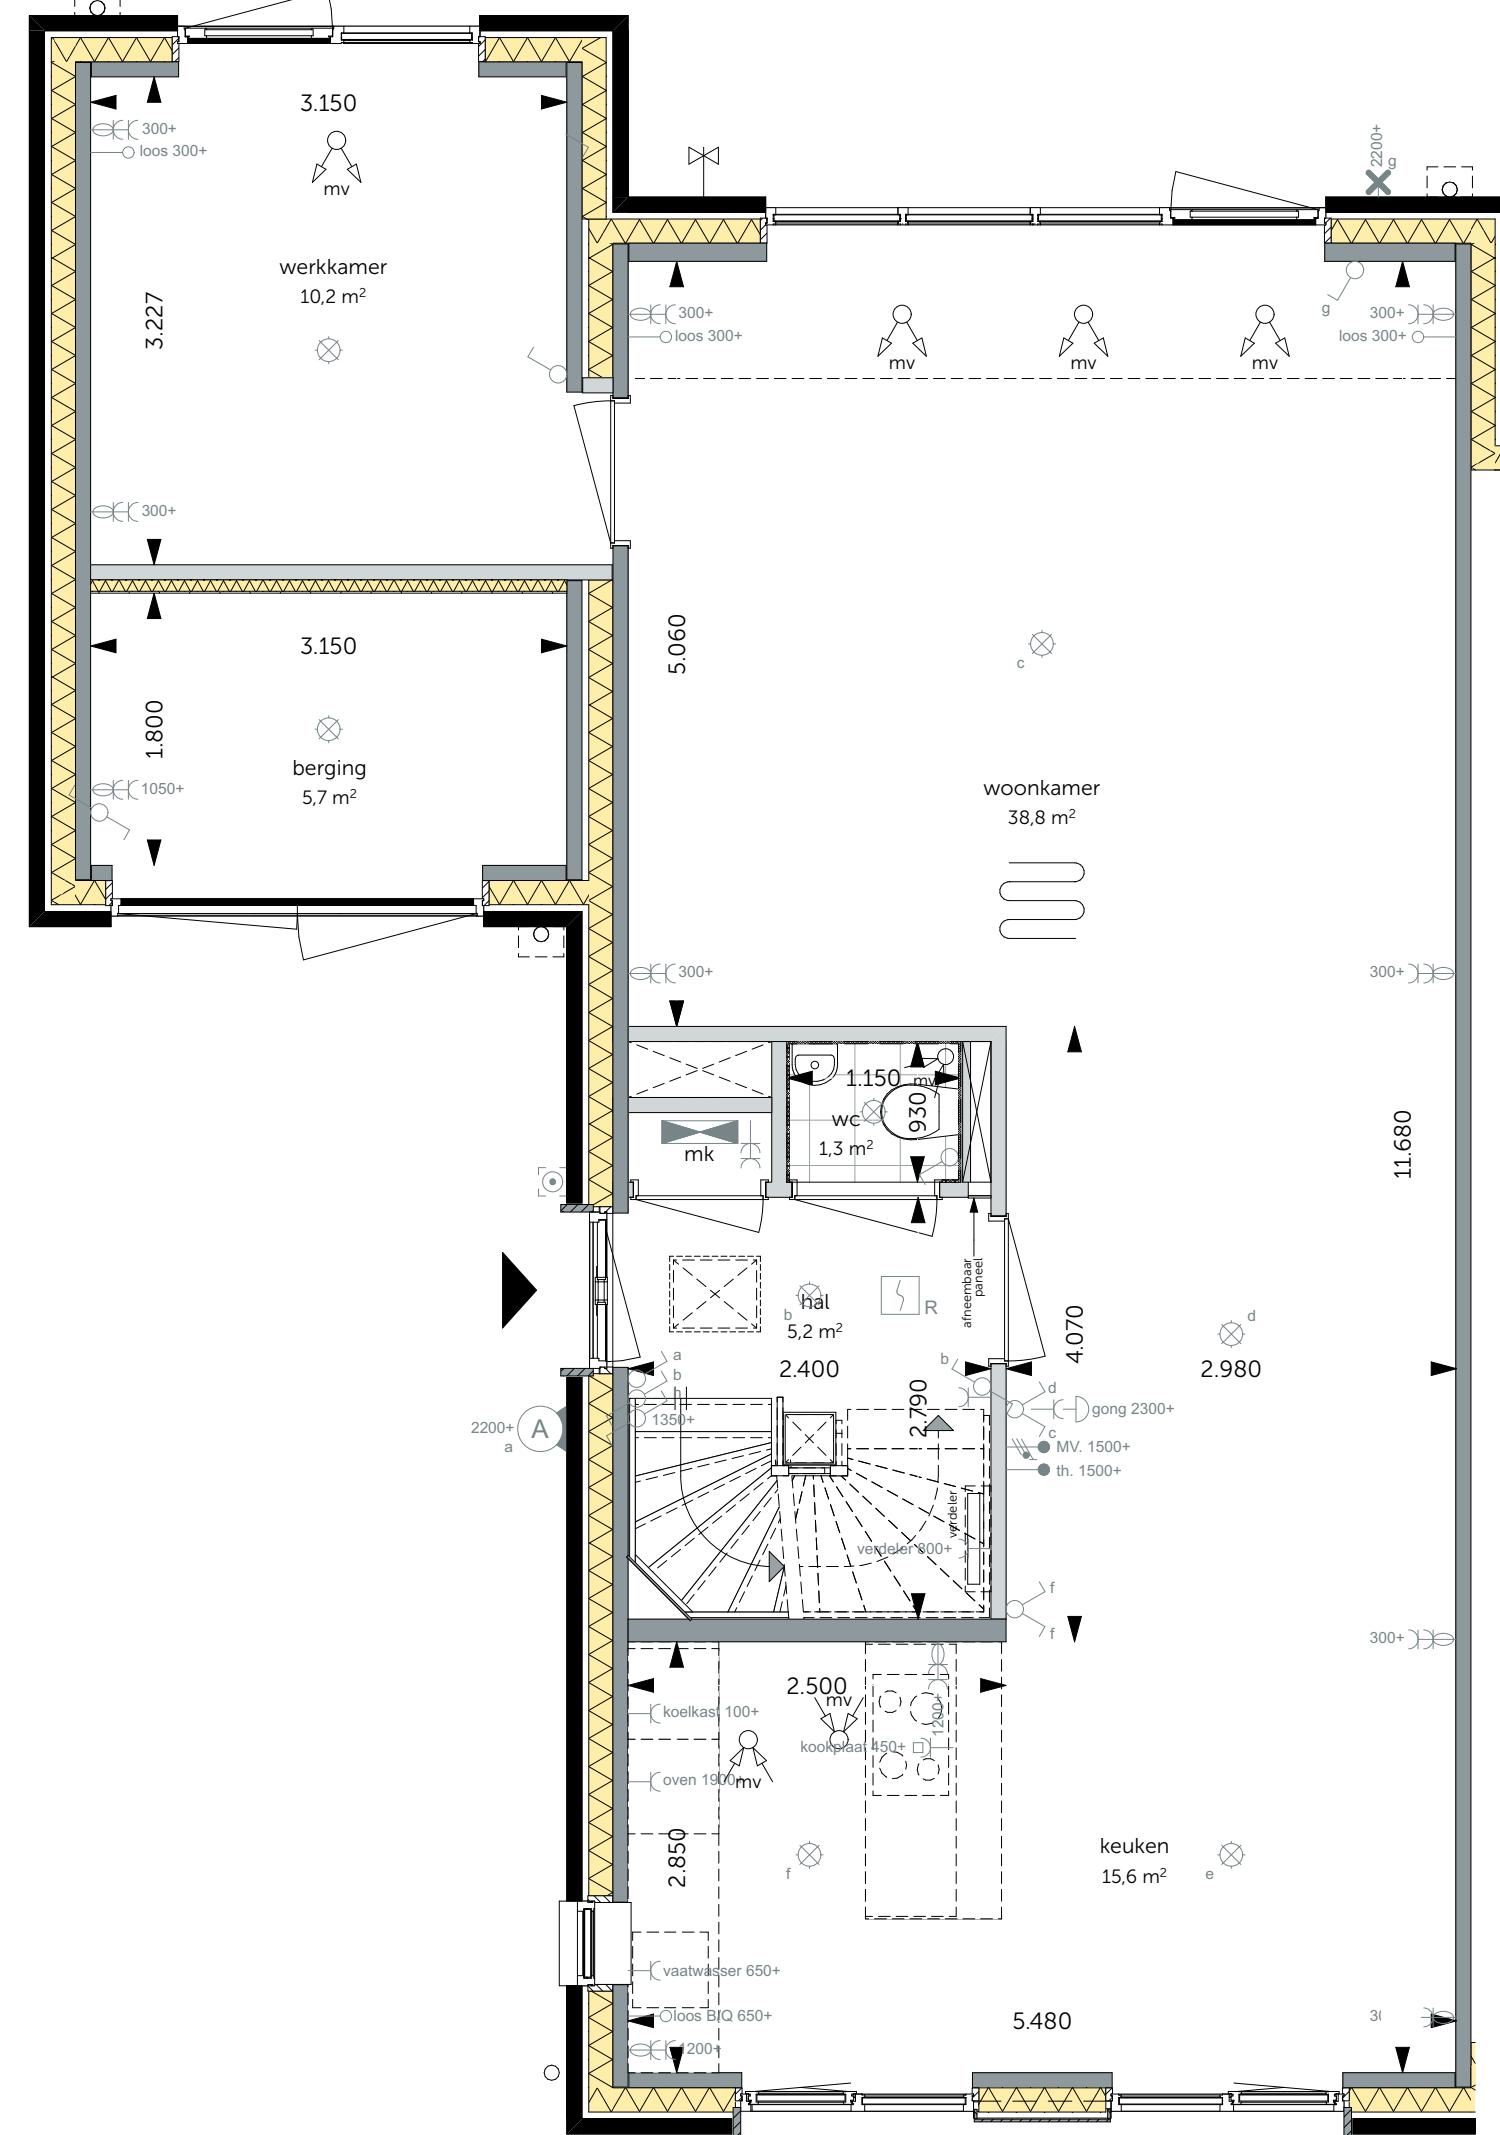 3.150
300+
loos 300+
mv
werkkamer
10,2 m²
3.227
300+
2200+
g
g
300+
loos 300+
mv
mv
mv
300+
loos 300+
3.150
1.800
berging
5,7 m²
1050+
5.060
c
woonkamer
38,8 m²
300+
300+
1.150
mv
wc
930
1,3 m²
mk
11.680
afneembaar
paneel
hal
b
5,2 m²
R
2.400
4.070
d
2.980
a
b
h
1350+
b
2.790
d
gong 2300+
c
MV. 1500+
th. 1500+
2200+
a
A
verdeler
verdeler 800+
f
f
300+
2.500
mv
koelkast 100+
1200+
kookplaat 450+
oven 1900+
mv
2.850
f
keuken
15,6 m²
e
vaatwasser 650+
loos BIQ 650+
1200+
5.480